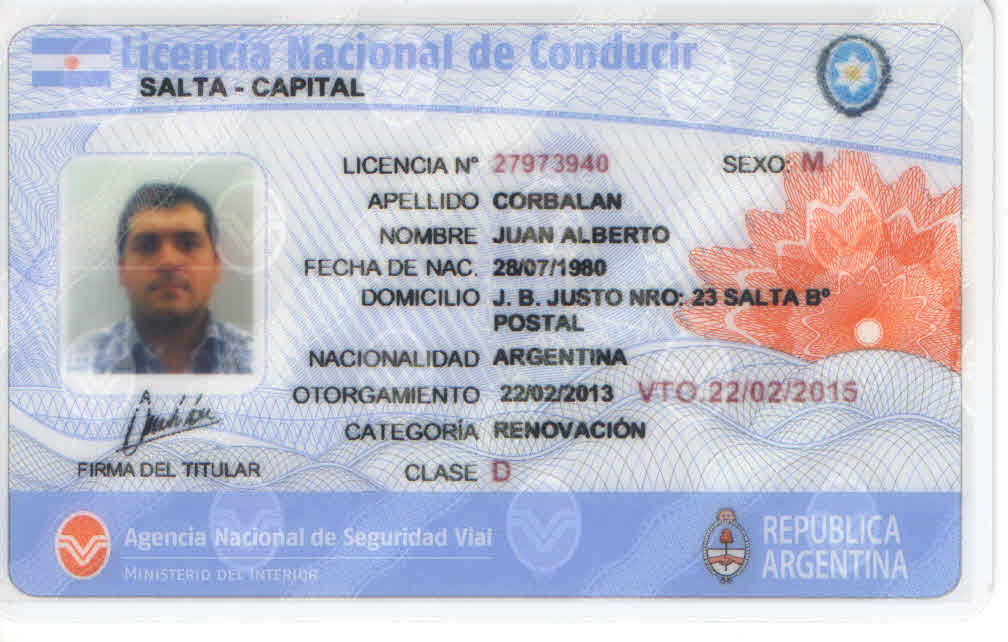 Licencia Nacional de Conducir
SALTA - CAPITAL
LICENCIA Nº 27973940 SEXO: M
APELLIDO CORBALAN
NOMBRE JUAN ALBERTO
FECHA DE NAC. 28/07/1980
DOMICILIO J. B. JUSTO NRO: 23 SALTA Bº
POSTAL
NACIONALIDAD ARGENTINA
OTORGAMIENTO 22/02/2013 VTO.22/02/2015
CATEGORÍA RENOVACIÓN
FIRMA DEL TITULAR CLASE D
Agencia Nacional de Seguridad Vial
MINISTERIO DEL INTERIOR
REPUBLICA
ARGENTINA